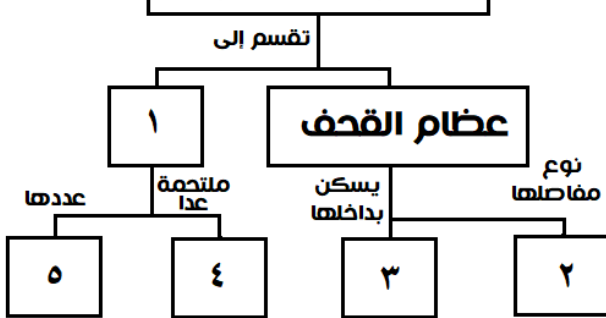 تقسم إلى
عظام القحف
١
نوع
مفاصلها
يسكن
بداخلها
ملتحمة
عدا
عددها
٢
٣
٤
٥